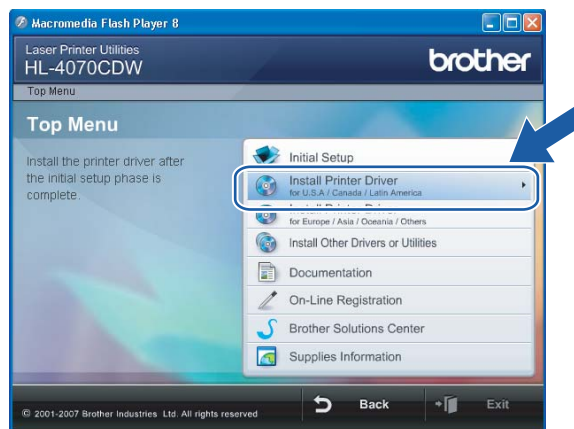 Macromedia Flash Player 8
Laser Printer Utilities
HL-4070CDW
brother
Top Menu
Top Menu
Install the printer driver after
the initial setup phase is
complete.
Initial Setup
Install Printer Driver
for U.S.A / Canada / Latin America
for Europe / Asia / Oceania / Others
Install Other Drivers or Utilities
Documentation
On-Line Registration
Brother Solutions Center
Supplies Information
© 2001-2007 Brother Industries Ltd. All rights reserved
Back
Exit